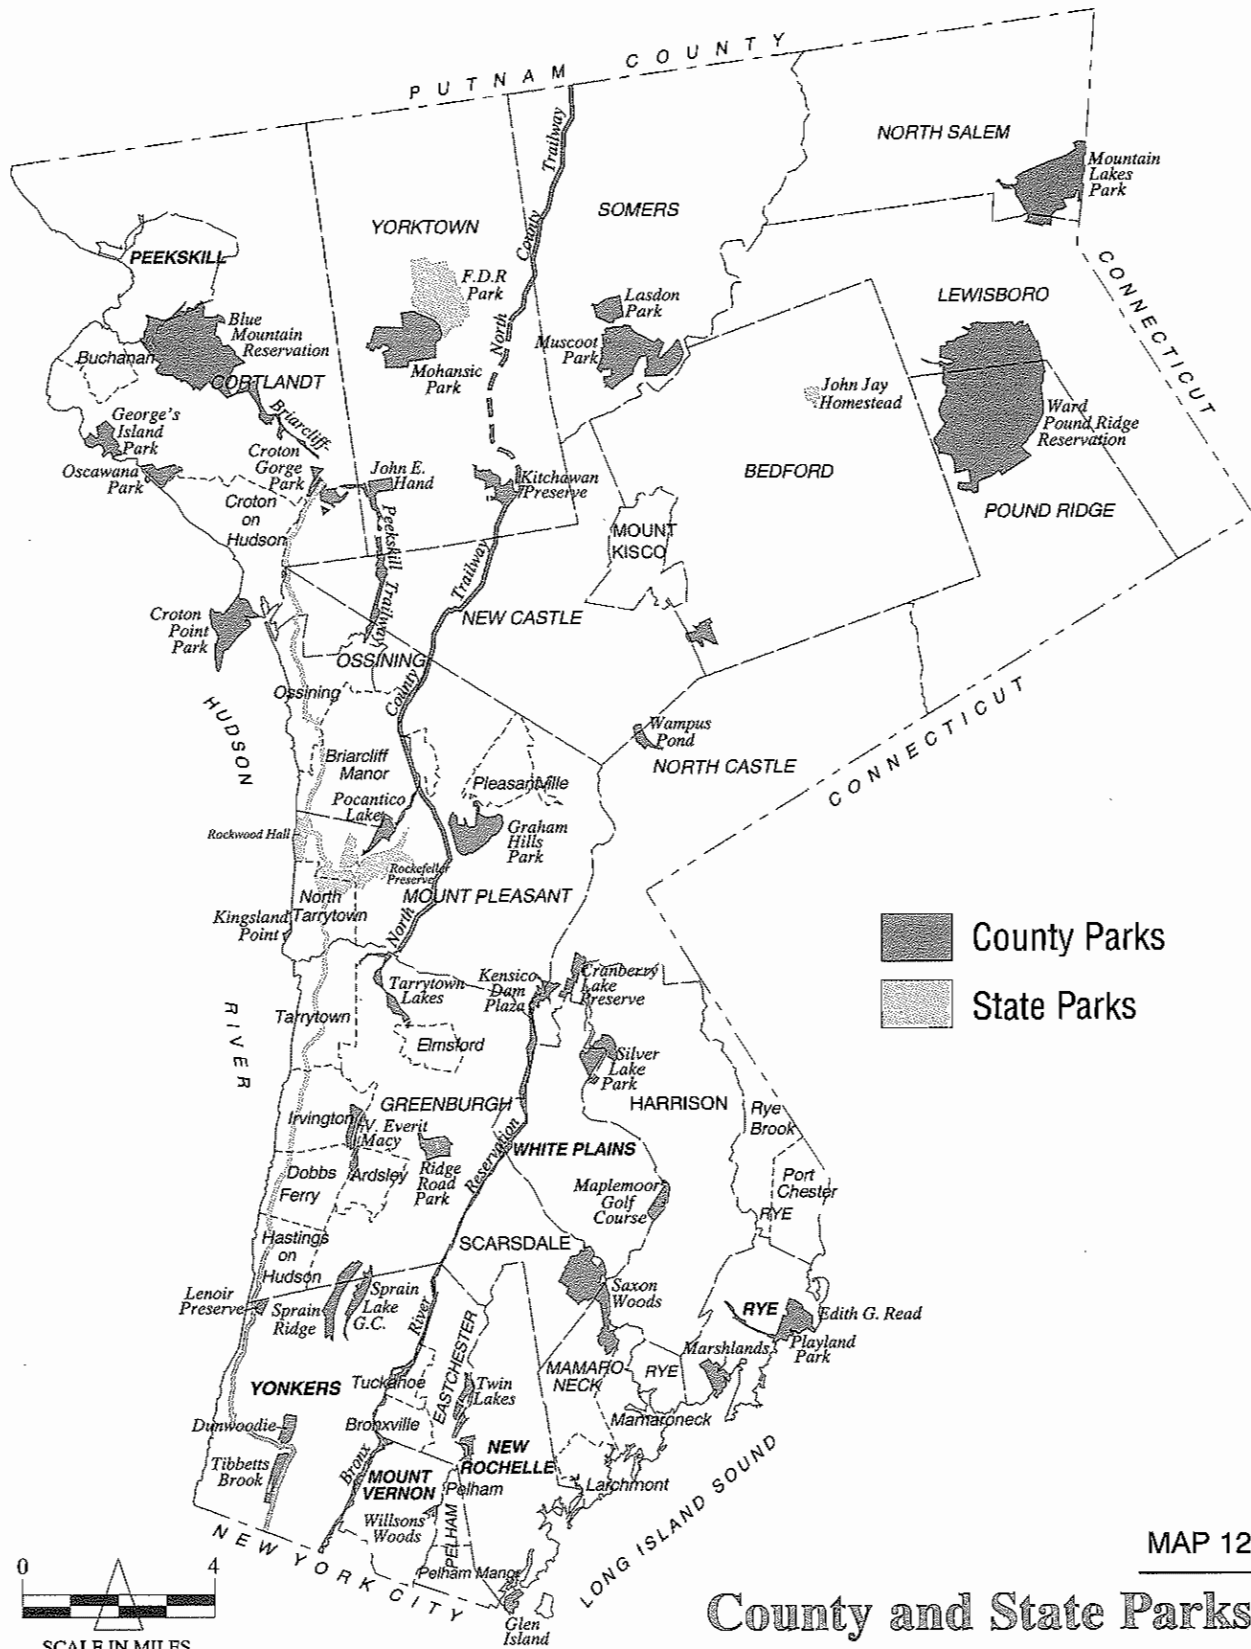 PUTNAM COUNTY
NORTH SALEM
Mountain
Lakes
Park
SOMERS
YORKTOWN
North County Trailway
PEEKSKILL
F.D.R
Park
CONNECTICUT
LEWISBORO
Lasdon
Park
Blue
Mountain
Reservation
Muscoot
Park
Buchanan
Mohansic
Park
CORTLANDT
John Jay
Homestead
Ward
Pound Ridge
Reservation
George's
Island
Park
Briarcliff-
Peekskill
Trailway
Croton
Gorge
Park
Oscawana
Park
John E.
Hand
Kitchawan
Preserve
BEDFORD
Croton
on
Hudson
POUND RIDGE
MOUNT
KISCO
Croton
Point
Park
NEW CASTLE
OSSINING
Ossining
North County Trailway
HUDSON
RIVER
CONNECTICUT
Wampus
Pond
NORTH CASTLE
Briarcliff
Manor
Pleasantville
Pocantico
Lake
Rockwood Hall
Graham
Hills
Park
Rockefeller
Preserve
MOUNT PLEASANT
North
Tarrytown
Kingsland
Point
County Parks
State Parks
Tarrytown
Lakes
Kensico
Dam
Plaza
Cranberry
Lake
Preserve
Tarrytown
Elmsford
Silver
Lake
Park
GREENBURGH
HARRISON
Rye
Brook
Irvington
V. Everit
Macy
WHITE PLAINS
Dobbs
Ferry
Ardsley
Ridge
Road
Park
Bronx River Reservation
Maplemoor
Golf
Course
Port
Chester
RYE
Hastings
on
Hudson
SCARSDALE
Lenoir
Preserve
Sprain
Ridge
Sprain
Lake
G.C.
Saxon
Woods
RYE
Edith G. Read
Playland
Park
Marshlands
EASTCHESTER
MAMARO
NECK
RYE
YONKERS
Tuckahoe
Twin
Lakes
Mamaroneck
Dunwoodie
Bronxville
NEW
ROCHELLE
Tibbetts
Brook
MOUNT
VERNON
Pelham
Larchmont
Willsons
Woods
PELHAM
Pelham Manor
LONG ISLAND SOUND
NEW YORK CITY
Glen
Island
0 4
SCALE IN MILES
MAP 12
County and State Parks